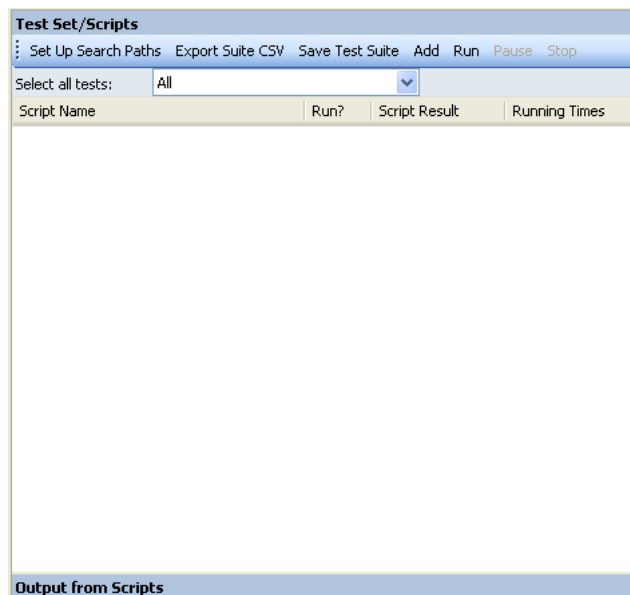 Test Set/Scripts
Set Up Search Paths Export Suite CSV Save Test Suite Add Run Pause Stop
Select all tests: All
Script Name Run? Script Result Running Times
Output from Scripts